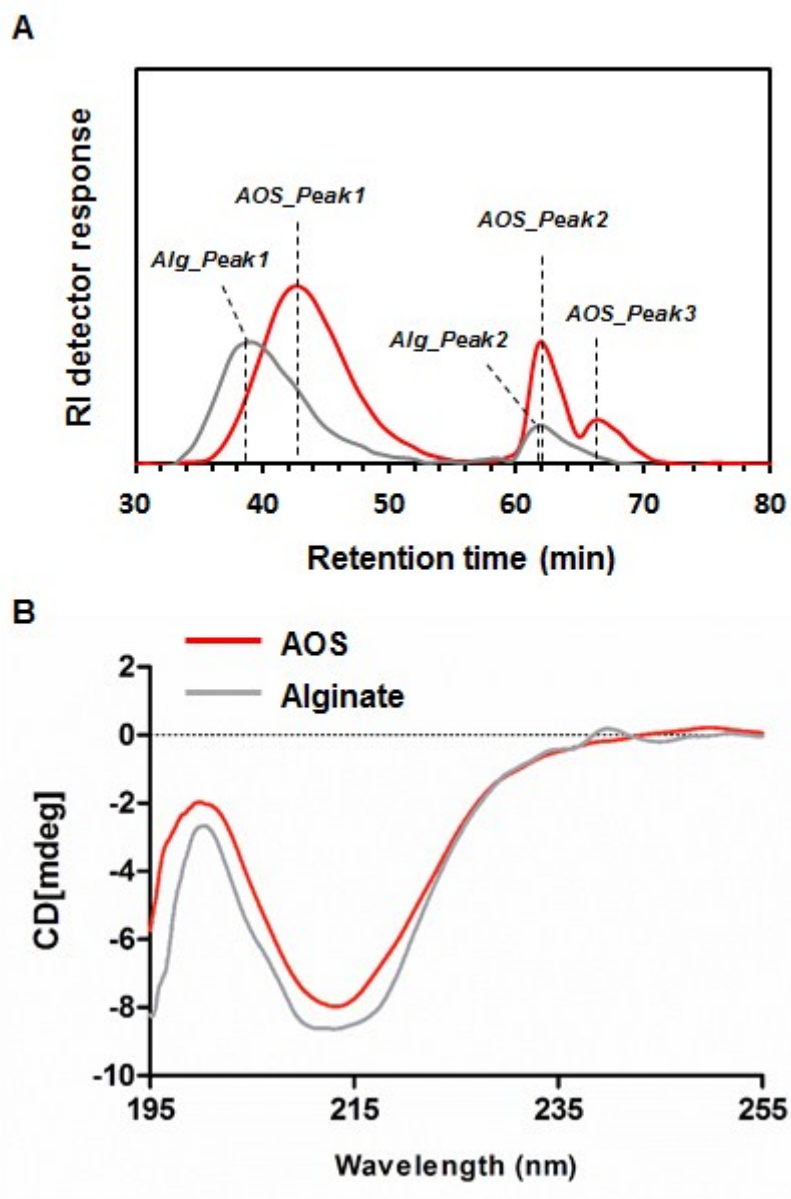 A
RI detector response
AOS_Peak1
Alg_Peak1
AOS_Peak2
AOS_Peak3
Alg_Peak2
30 40 50 60 70 80
Retention time (min)
B
AOS
Alginate
CD[mdeg]
2
0
-2
-4
-6
-8
-10
195 215 235 255
Wavelength (nm)